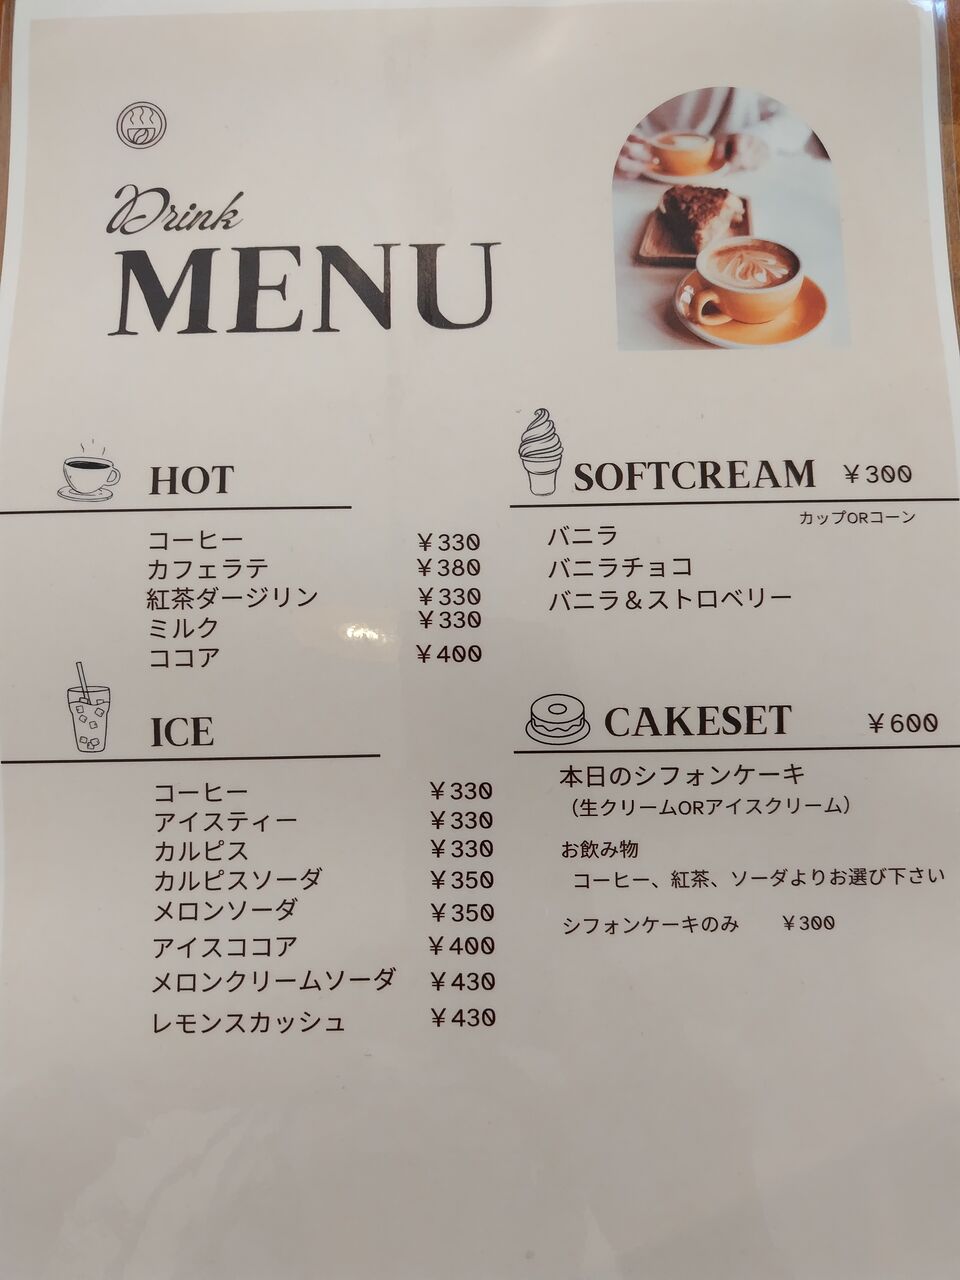 Drink
MENU
HOT
コーヒー ￥330
カフェラテ ￥380
紅茶ダージリン ￥330
ミルク ￥330
ココア ￥400
ICE
コーヒー ￥330
アイスティー ￥330
カルピス ￥330
カルピスソーダ ￥350
メロンソーダ ￥350
アイスココア ￥400
メロンクリームソーダ ￥430
レモンスカッシュ ￥430
SOFTCREAM ￥300
カップORコーン
バニラ
バニラチョコ
バニラ＆ストロベリー
CAKESET ￥600
本日のシフォンケーキ
（生クリームORアイスクリーム）
お飲み物
コーヒー、紅茶、ソーダよりお選び下さい
シフォンケーキのみ ￥300